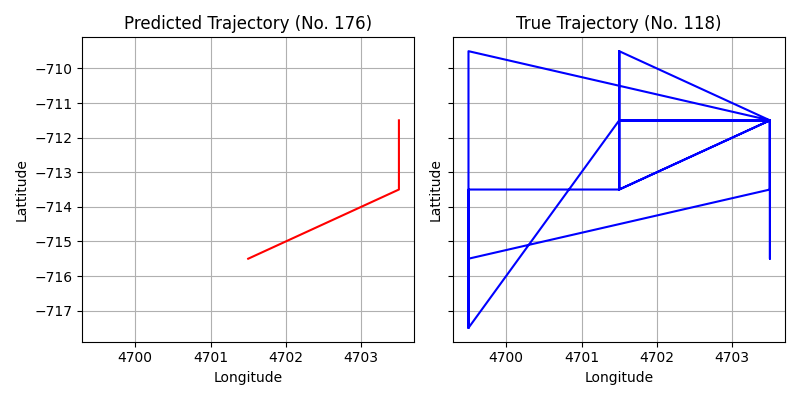 Predicted Trajectory (No. 176)
True Trajectory (No. 118)
Lattitude
−710
−711
−712
−713
−714
−715
−716
−717
4700
4701
4702
4703
Longitude
Lattitude
4700
4701
4702
4703
Longitude